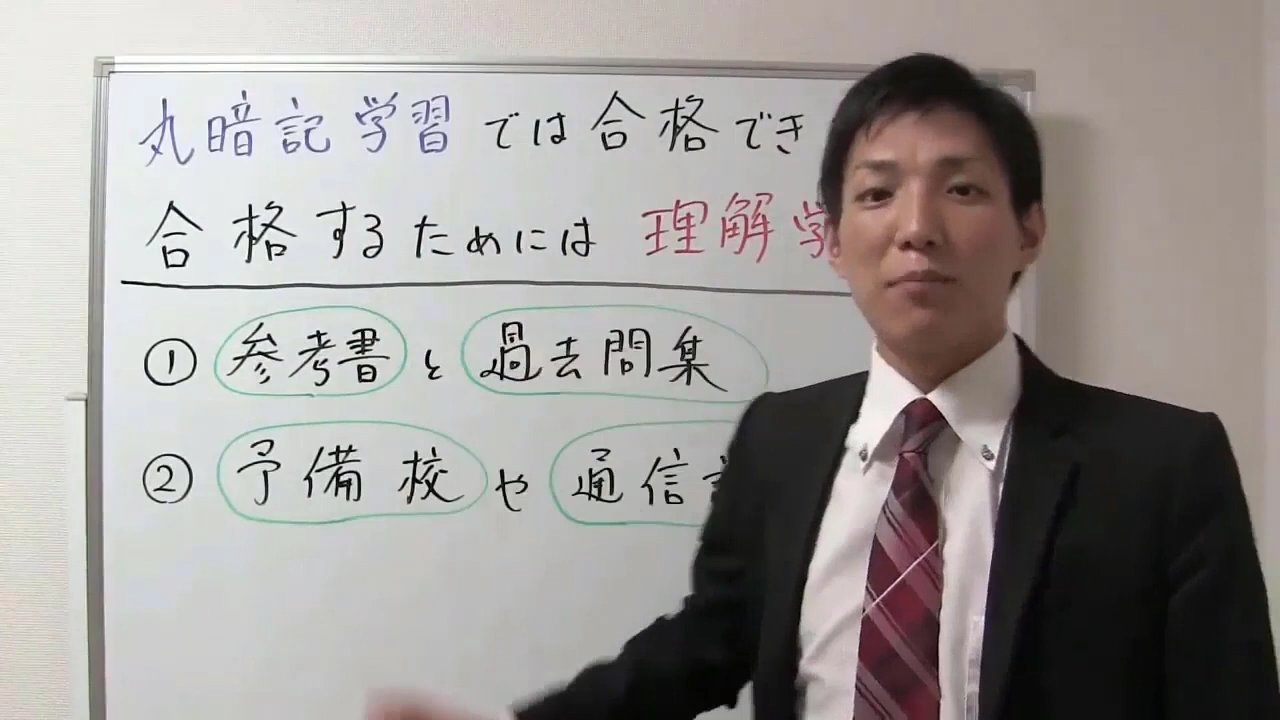 丸暗記学習では合格でき
合格するためには 理解学
① 参考書と過去問集
② 予備校や通信